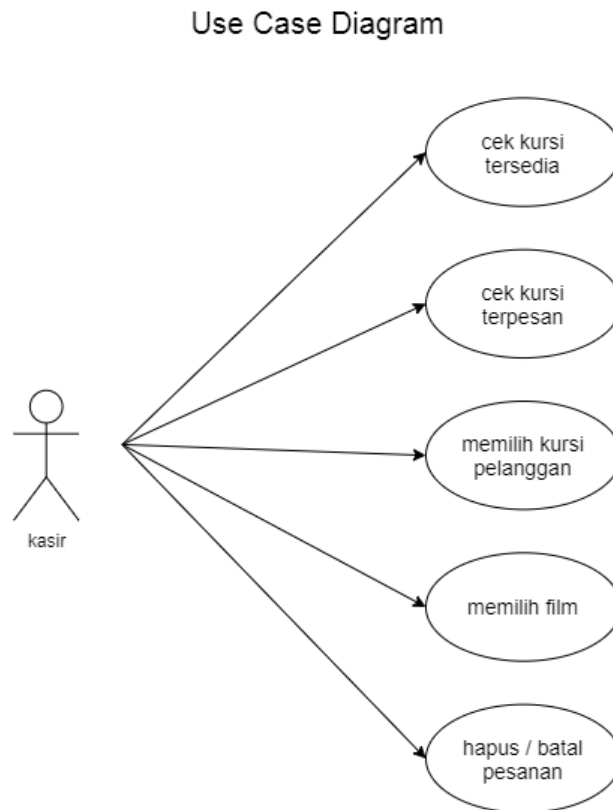 Use Case Diagram
cek kursi
tersedia
cek kursi
terpesan
memilih kursi
pelanggan
kasir
memilih film
hapus / batal
pesanan